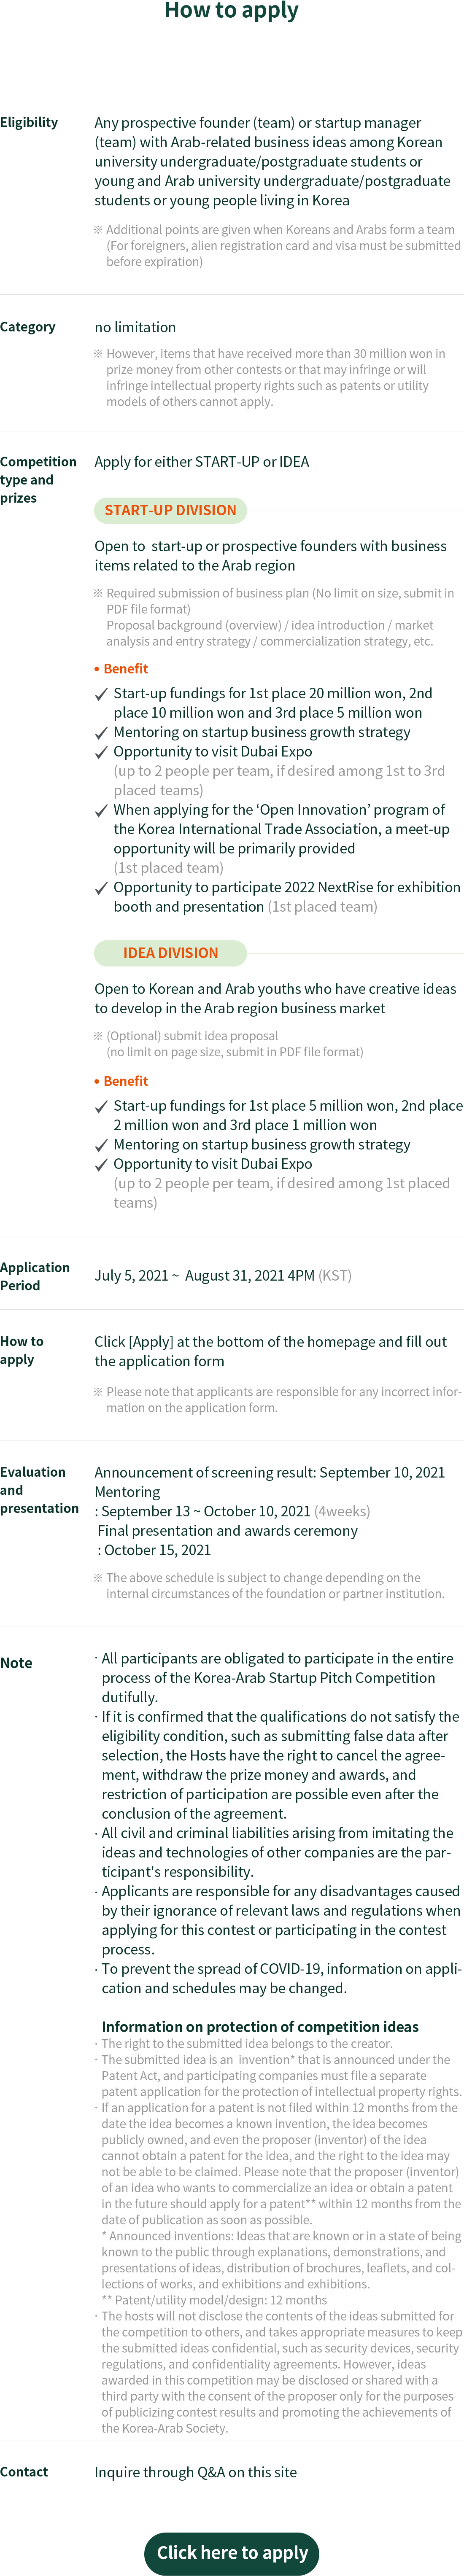 How to apply
Eligibility
Any prospective founder (team) or startup manager
(team) with Arab-related business ideas among Korean
university undergraduate/postgraduate students or
young and Arab university undergraduate/postgraduate
students or young people living in Korea
※ Additional points are given when Koreans and Arabs form a team
(For foreigners, alien registration card and visa must be submitted
before expiration)
Category
no limitation
※ However, items that have received more than 30 million won in
prize money from other contests or that may infringe or will
infringe intellectual property rights such as patents or utility
models of others cannot apply.
Competition
type and
prizes
Apply for either START-UP or IDEA
START-UP DIVISION
Open to start-up or prospective founders with business
items related to the Arab region
※ Required submission of business plan (No limit on size, submit in
PDF file format)
Proposal background (overview) / idea introduction / market
analysis and entry strategy / commercialization strategy, etc.
• Benefit
✓ Start-up fundings for 1st place 20 million won, 2nd
place 10 million won and 3rd place 5 million won
✓ Mentoring on startup business growth strategy
✓ Opportunity to visit Dubai Expo
(up to 2 people per team, if desired among 1st to 3rd
placed teams)
✓ When applying for the ‘Open Innovation’ program of
the Korea International Trade Association, a meet-up
opportunity will be primarily provided
(1st placed team)
✓ Opportunity to participate 2022 NextRise for exhibition
booth and presentation (1st placed team)
IDEA DIVISION
Open to Korean and Arab youths who have creative ideas
to develop in the Arab region business market
※ (Optional) submit idea proposal
(no limit on page size, submit in PDF file format)
• Benefit
✓ Start-up fundings for 1st place 5 million won, 2nd place
2 million won and 3rd place 1 million won
✓ Mentoring on startup business growth strategy
✓ Opportunity to visit Dubai Expo
(up to 2 people per team, if desired among 1st placed
teams)
Application
Period
July 5, 2021 ~ August 31, 2021 4PM (KST)
How to
apply
Click [Apply] at the bottom of the homepage and fill out
the application form
※ Please note that applicants are responsible for any incorrect infor-
mation on the application form.
Evaluation
and
presentation
Announcement of screening result: September 10, 2021
Mentoring
: September 13 ~ October 10, 2021 (4weeks)
Final presentation and awards ceremony
: October 15, 2021
※ The above schedule is subject to change depending on the
internal circumstances of the foundation or partner institution.
Note
· All participants are obligated to participate in the entire
process of the Korea-Arab Startup Pitch Competition
dutifully.
· If it is confirmed that the qualifications do not satisfy the
eligibility condition, such as submitting false data after
selection, the Hosts have the right to cancel the agree-
ment, withdraw the prize money and awards, and
restriction of participation are possible even after the
conclusion of the agreement.
· All civil and criminal liabilities arising from imitating the
ideas and technologies of other companies are the par-
ticipant's responsibility.
· Applicants are responsible for any disadvantages caused
by their ignorance of relevant laws and regulations when
applying for this contest or participating in the contest
process.
· To prevent the spread of COVID-19, information on appli-
cation and schedules may be changed.
Information on protection of competition ideas
· The right to the submitted idea belongs to the creator.
· The submitted idea is an invention* that is announced under the
Patent Act, and participating companies must file a separate
patent application for the protection of intellectual property rights.
· If an application for a patent is not filed within 12 months from the
date the idea becomes a known invention, the idea becomes
publicly owned, and even the proposer (inventor) of the idea
cannot obtain a patent for the idea, and the right to the idea may
not be able to be claimed. Please note that the proposer (inventor)
of an idea who wants to commercialize an idea or obtain a patent
in the future should apply for a patent** within 12 months from the
date of publication as soon as possible.
* Announced inventions: Ideas that are known or in a state of being
known to the public through explanations, demonstrations, and
presentations of ideas, distribution of brochures, leaflets, and col-
lections of works, and exhibitions and exhibitions.
** Patent/utility model/design: 12 months
· The hosts will not disclose the contents of the ideas submitted for
the competition to others, and takes appropriate measures to keep
the submitted ideas confidential, such as security devices, security
regulations, and confidentiality agreements. However, ideas
awarded in this competition may be disclosed or shared with a
third party with the consent of the proposer only for the purposes
of publicizing contest results and promoting the achievements of
the Korea-Arab Society.
Contact
Inquire through Q&A on this site
Click here to apply